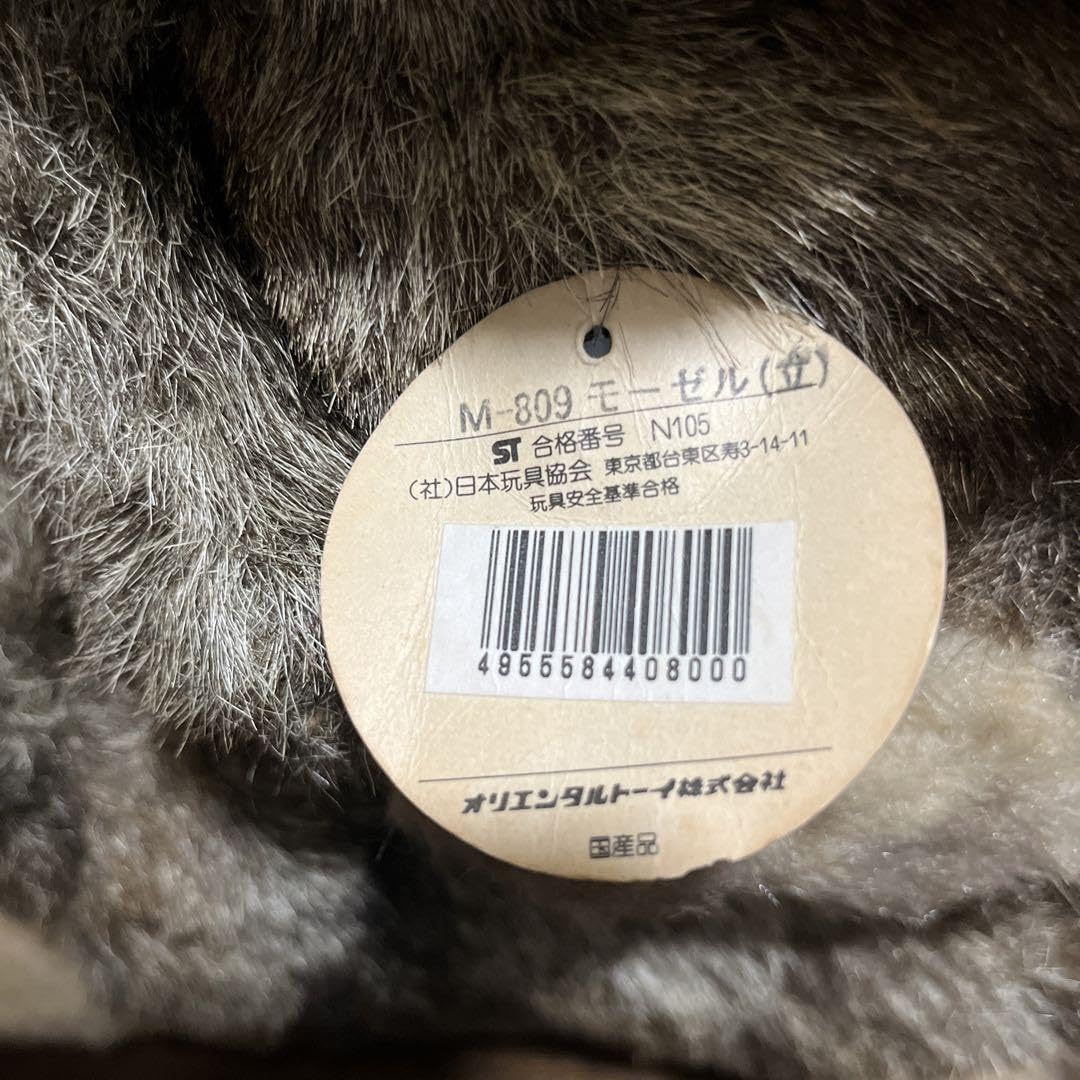 M-809 モーゼル(立)
ST 合格番号 N105
(社)日本玩具協会 東京都台東区寿3-14-11
玩具安全基準合格
4955584408000
オリエンタルトーイ株式会社
国産品